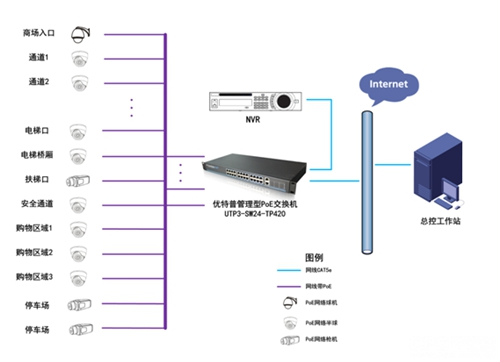 商场入口
通道1
通道2
电梯口
电梯桥厢
扶梯口
安全通道
购物区域1
购物区域2
购物区域3
停车场
停车场
NVR
优特普管理型PoE交换机
UTP3-SW24-TP420
Internet
总控工作站
图例
网线CAT5e
网线带PoE
PoE网络球机
PoE网络半球
PoE网络枪机